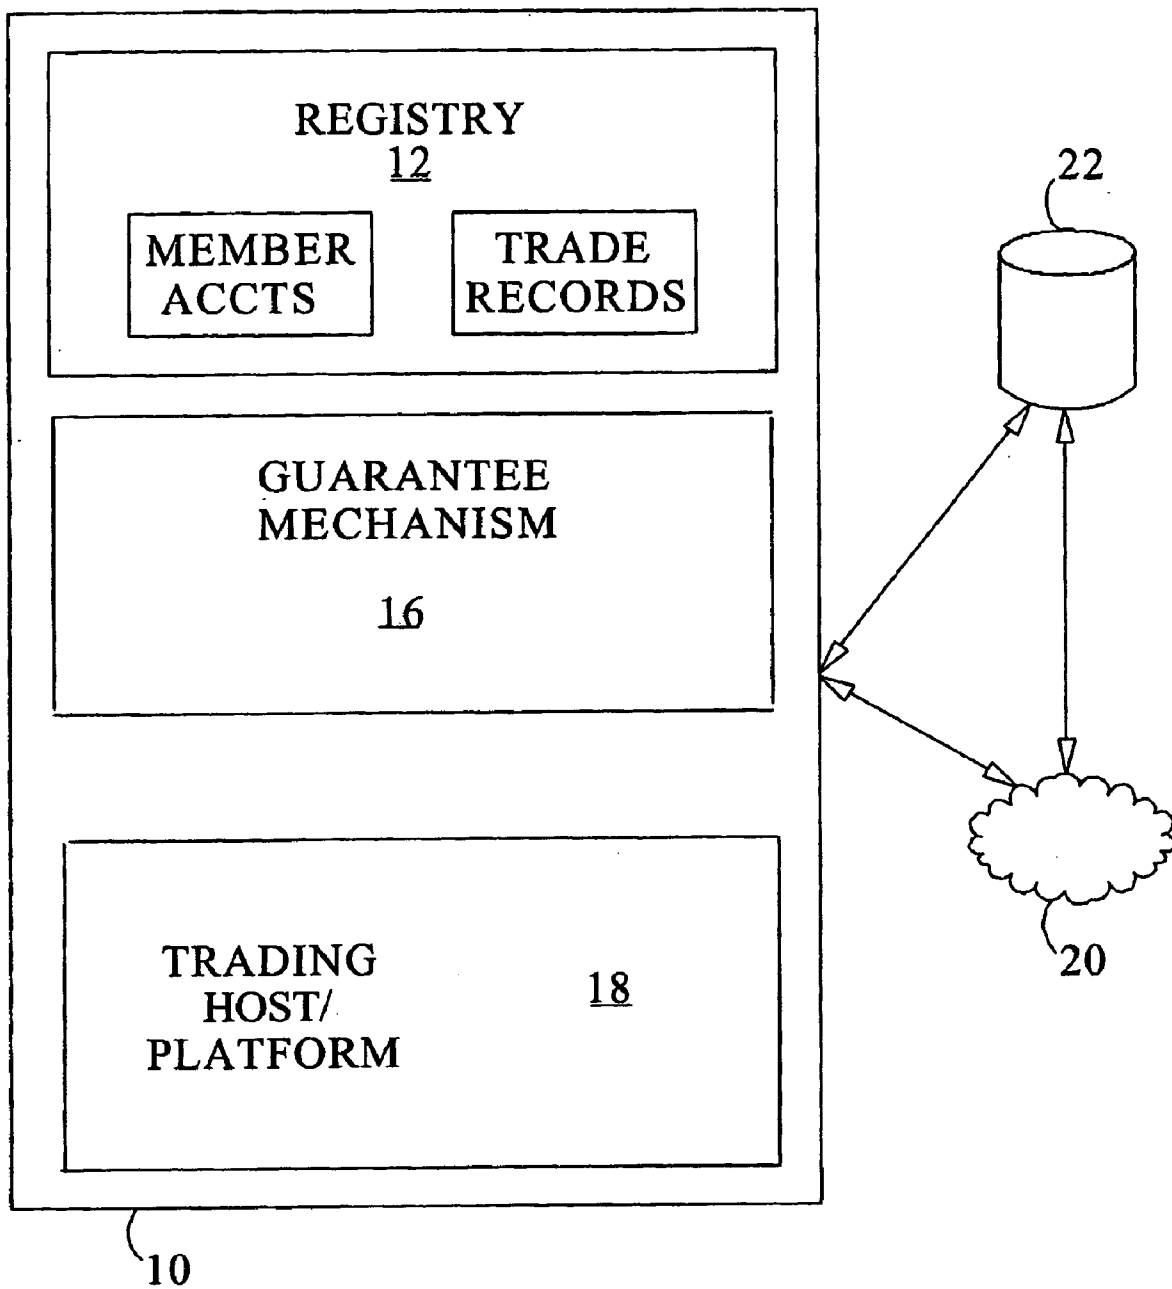 REGISTRY
12
MEMBER
ACCTS
TRADE
RECORDS
22
GUARANTEE
MECHANISM
16
TRADING
HOST/
PLATFORM
18
20
10